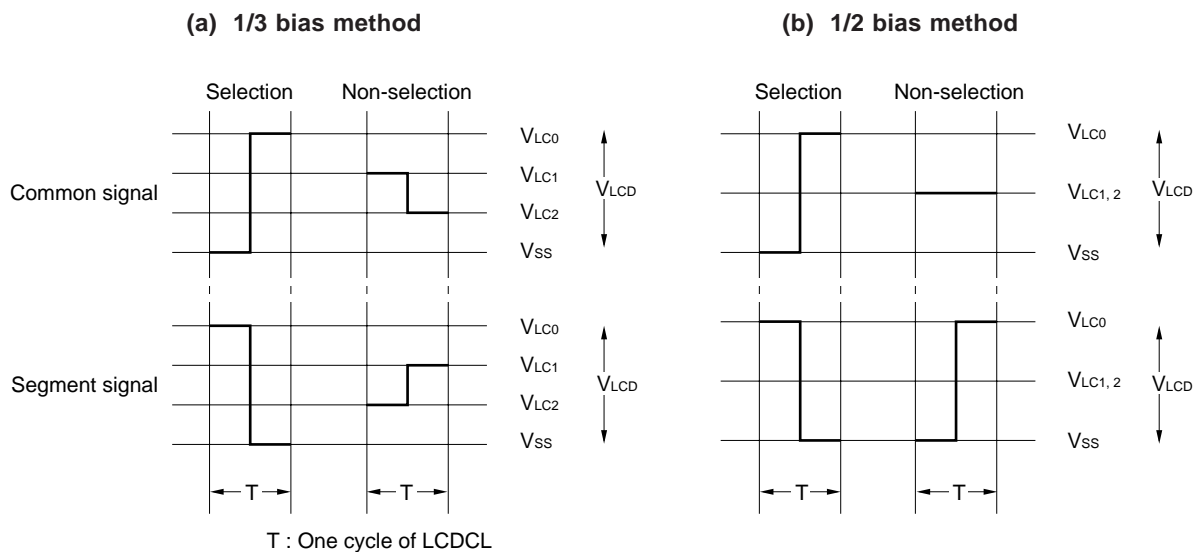 (a) 1/3 bias method
Selection Non-selection
Common signal
VLC0
VLC1
VLC2
VSS
VLCD
Segment signal
VLC0
VLC1
VLC2
VSS
VLCD
T T
T : One cycle of LCDCL
(b) 1/2 bias method
Selection Non-selection
VLC0
VLC1, 2
VSS
VLCD
VLC0
VLC1, 2
VSS
VLCD
T T